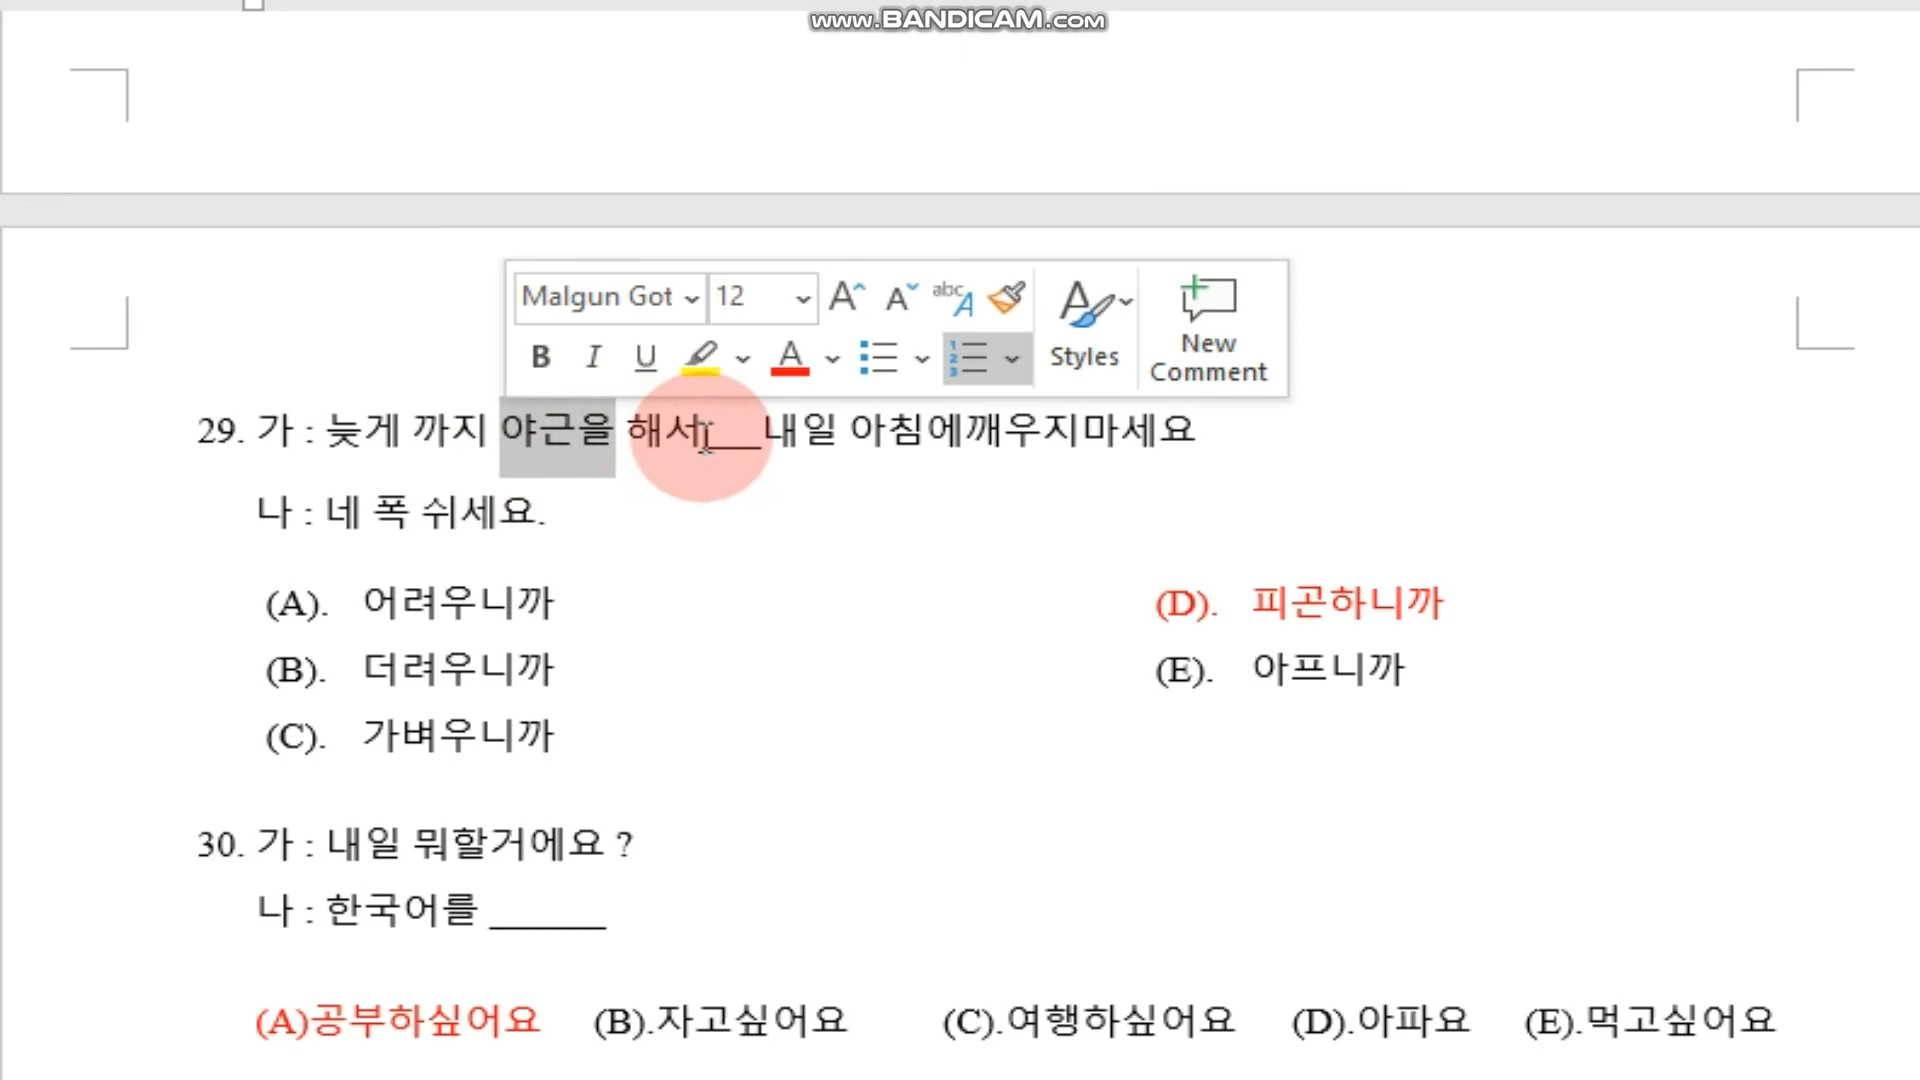 www.BANDICAM.com
Malgun Got 12 A A abcA
B I U A Styles New Comment
29. 가 : 늦게 까지 야근을 해서___내일 아침에깨우지마세요
나 : 네 폭 쉬세요.
(A). 어려우니까 (D). 피곤하니까
(B). 더려우니까 (E). 아프니까
(C). 가벼우니까
30. 가 : 내일 뭐할거에요 ?
나 : 한국어를 ______
(A)공부하싶어요 (B).자고싶어요 (C).여행하싶어요 (D).아파요 (E).먹고싶어요